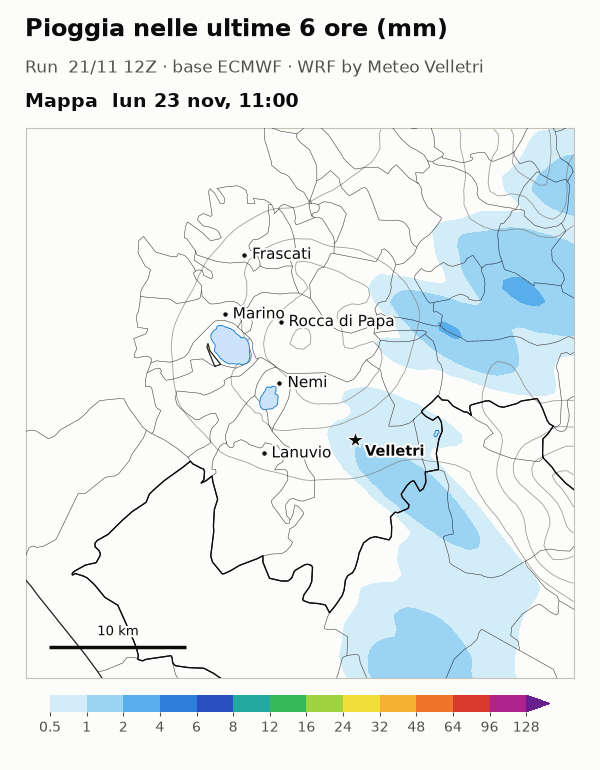 Pioggia nelle ultime 6 ore (mm)
Run  21/11 12Z · base ECMWF · WRF by Meteo Velletri
Mappa  lun 23 nov, 11:00
Frascati
Marino
Rocca di Papa
Nemi
Velletri
Lanuvio
10 km
0.5 1 2 4 6 8 12 16 24 32 48 64 96 128